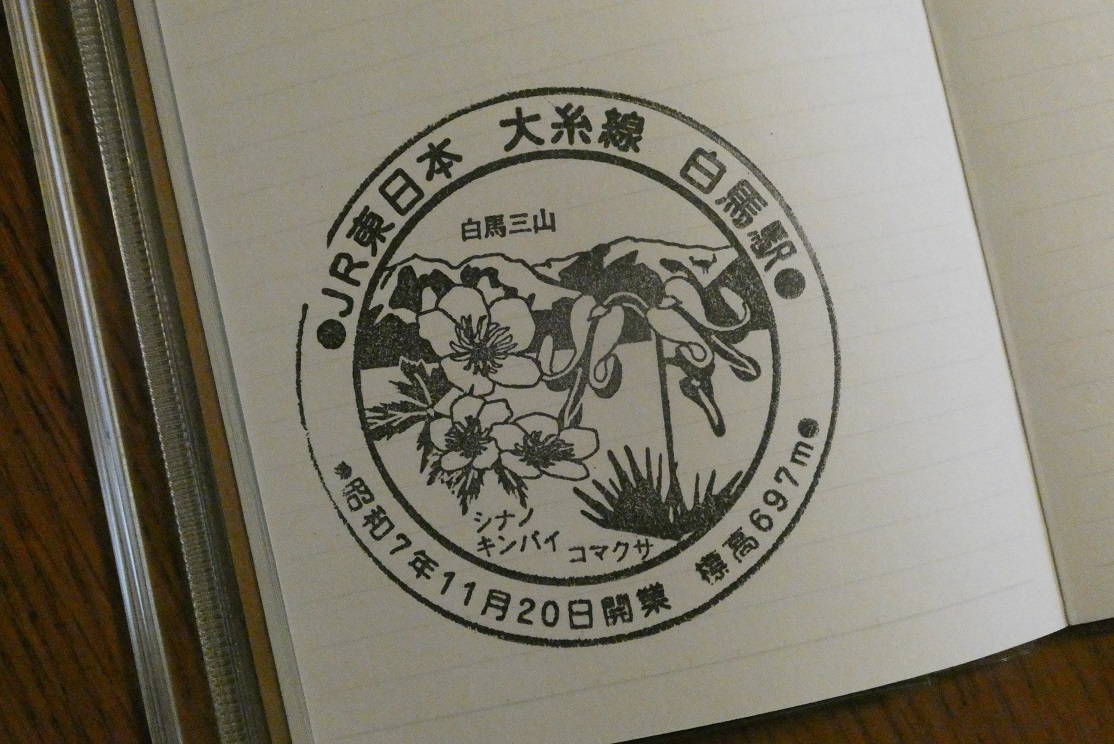 JR東日本 大糸線 白馬駅
白馬三山
シナノ
キンバイ
コマクサ
昭和7年11月20日開業 標高697m